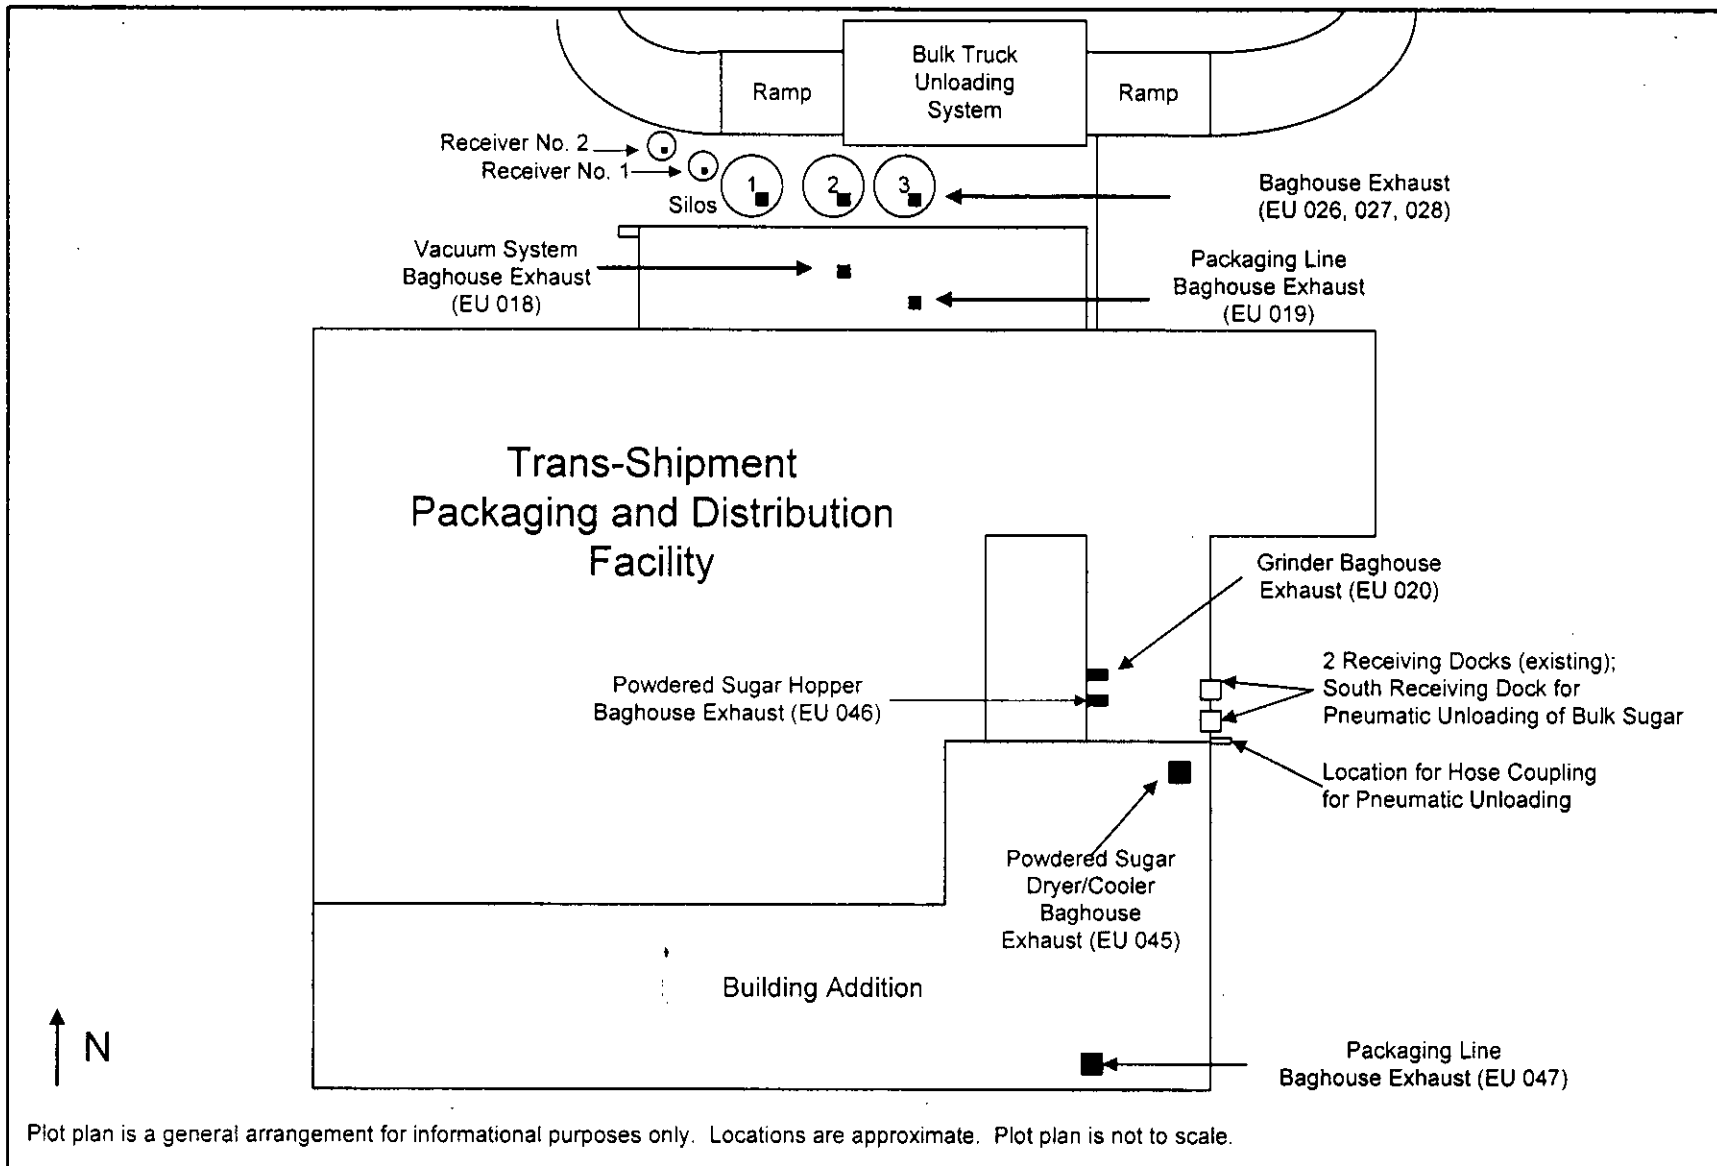 Bulk Truck
Unloading
System
Ramp
Ramp
Receiver No. 2
Receiver No. 1
Silos
1
2
3
Baghouse Exhaust
(EU 026, 027, 028)
Vacuum System
Baghouse Exhaust
(EU 018)
Packaging Line
Baghouse Exhaust
(EU 019)
Trans-Shipment
Packaging and Distribution
Facility
Grinder Baghouse
Exhaust (EU 020)
Powdered Sugar Hopper
Baghouse Exhaust (EU 046)
2 Receiving Docks (existing);
South Receiving Dock for
Pneumatic Unloading of Bulk Sugar
Location for Hose Coupling
for Pneumatic Unloading
Powdered Sugar
Dryer/Cooler
Baghouse
Exhaust (EU 045)
Building Addition
N
Packaging Line
Baghouse Exhaust (EU 047)
Plot plan is a general arrangement for informational purposes only. Locations are approximate. Plot plan is not to scale.